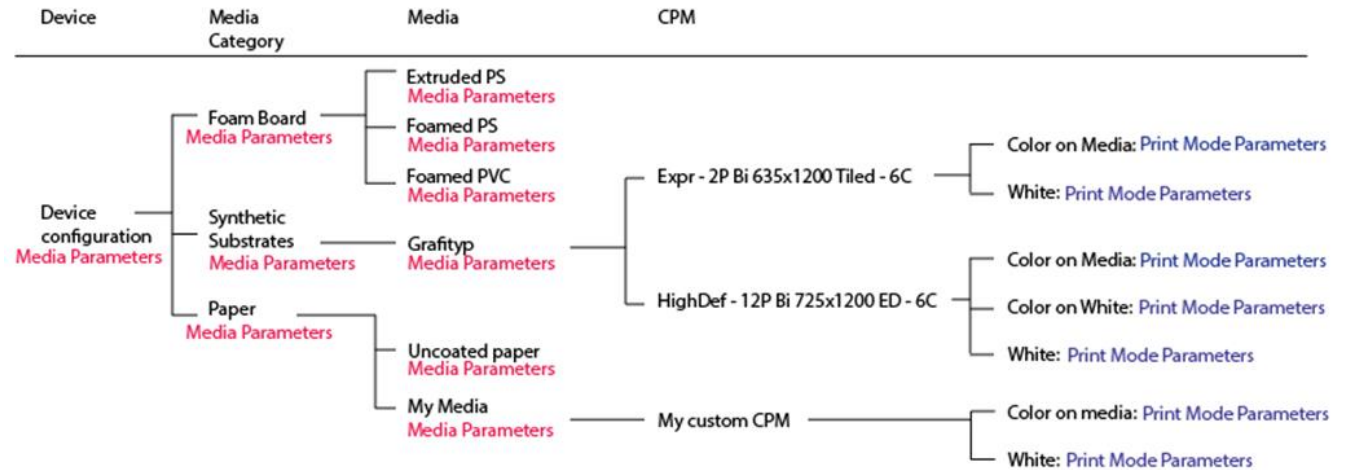 Device
Media
Category
Media
CPM
Device
configuration
Media Parameters
Foam Board
Media Parameters
Extruded PS
Media Parameters
Foamed PS
Media Parameters
Foamed PVC
Media Parameters
Synthetic
Substrates
Media Parameters
Grafityp
Media Parameters
Expr - 2P Bi 635x1200 Tiled - 6C
Color on Media: Print Mode Parameters
White: Print Mode Parameters
HighDef - 12P Bi 725x1200 ED - 6C
Color on Media: Print Mode Parameters
Color on White: Print Mode Parameters
White: Print Mode Parameters
Paper
Media Parameters
Uncoated paper
Media Parameters
My Media
Media Parameters
My custom CPM
Color on media: Print Mode Parameters
White: Print Mode Parameters